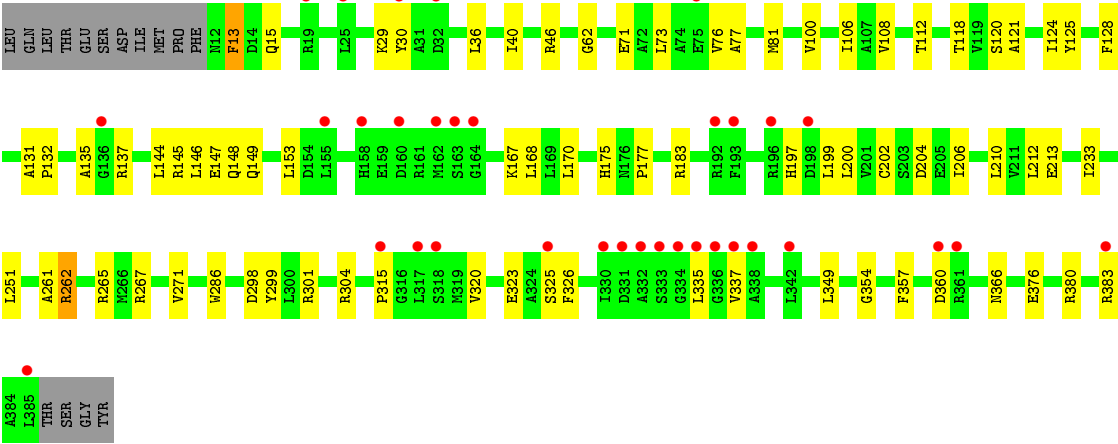 LEU GLN LEU THR GLU SER ASP ILE MET PRO PHE N12 F13 D14 Q15 R19 L25 K29 Y30 A31 D32 L36 I40 R46 G62 E71 A72 L73 A74 E75 V76 A77 M81 V100 I106 A107 V108 T112 T118 V119 S120 A121 I124 Y125 F128
A131 P132 A135 G136 R137 L144 R145 L146 E147 Q148 Q149 L153 D154 L155 H158 E159 D160 R161 M162 S163 G164 K167 L168 L169 L170 H175 N176 P177 R183 R192 F193 R196 H197 D198 L199 L200 V201 C202 S203 D204 E205 I206 L210 V211 L212 E213 I233
L251 A261 R262 R265 M266 R267 V271 W286 D298 Y299 L300 R301 R304 P315 G316 L317 S318 M319 V320 E323 A324 S325 F326 I330 D331 A332 S333 G334 L335 G336 V337 A338 L342 L349 G354 F357 D360 R361 N366 E376 R380 R383
A384 L385 THR SER GLY TYR